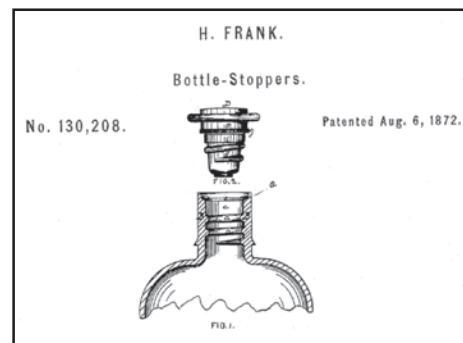 H. FRANK.
Bottle-Stoppers.
No. 130,208.
Patented Aug. 6, 1872.
FIG.2.
a
FIG.1.